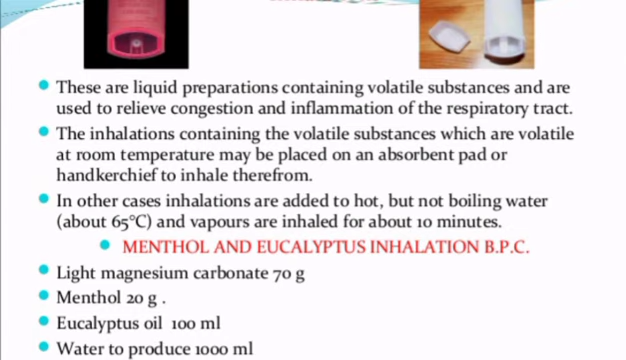 These are liquid preparations containing volatile substances and are
used to relieve congestion and inflammation of the respiratory tract.
The inhalations containing the volatile substances which are volatile
at room temperature may be placed on an absorbent pad or
handkerchief to inhale therefrom.
In other cases inhalations are added to hot, but not boiling water
(about 65°C) and vapours are inhaled for about 10 minutes.
MENTHOL AND EUCALYPTUS INHALATION B.P.C.
Light magnesium carbonate 70 g
Menthol 20 g .
Eucalyptus oil 100 ml
Water to produce 1000 ml